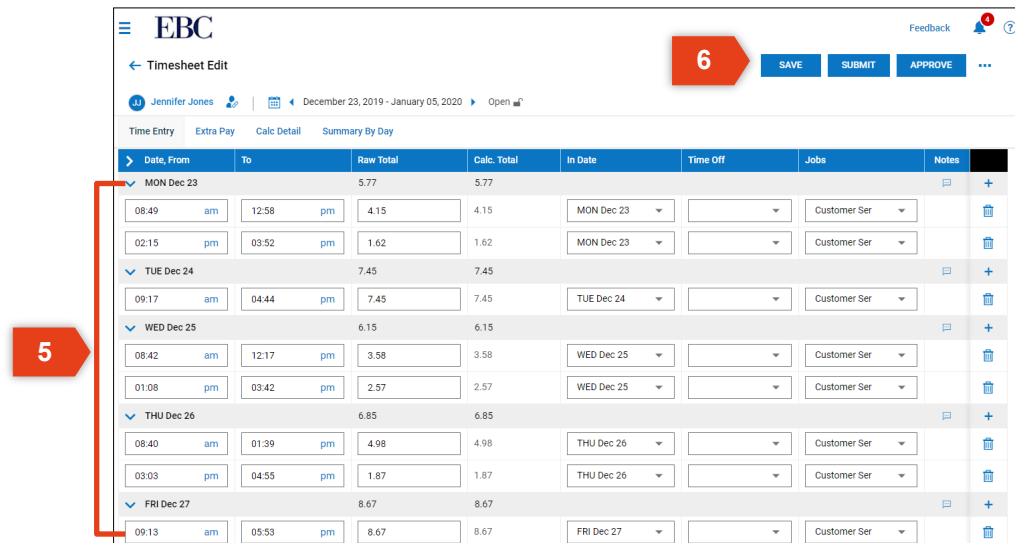 EBC
Feedback
4
?
Timesheet Edit
6
SAVE
SUBMIT
APPROVE
JJ Jennifer Jones
December 23, 2019 - January 05, 2020
Open
Time Entry
Extra Pay
Calc Detail
Summary By Day
Date, From To Raw Total Calc. Total In Date Time Off Jobs Notes
MON Dec 23 5.77 5.77
08:49 am 12:58 pm 4.15 4.15 MON Dec 23 Customer Ser
02:15 pm 03:52 pm 1.62 1.62 MON Dec 23 Customer Ser
TUE Dec 24 7.45 7.45
09:17 am 04:44 pm 7.45 7.45 TUE Dec 24 Customer Ser
WED Dec 25 6.15 6.15
5
08:42 am 12:17 pm 3.58 3.58 WED Dec 25 Customer Ser
01:08 pm 03:42 pm 2.57 2.57 WED Dec 25 Customer Ser
THU Dec 26 6.85 6.85
08:40 am 01:39 pm 4.98 4.98 THU Dec 26 Customer Ser
03:03 pm 04:55 pm 1.87 1.87 THU Dec 26 Customer Ser
FRI Dec 27 8.67 8.67
09:13 am 05:53 pm 8.67 8.67 FRI Dec 27 Customer Ser